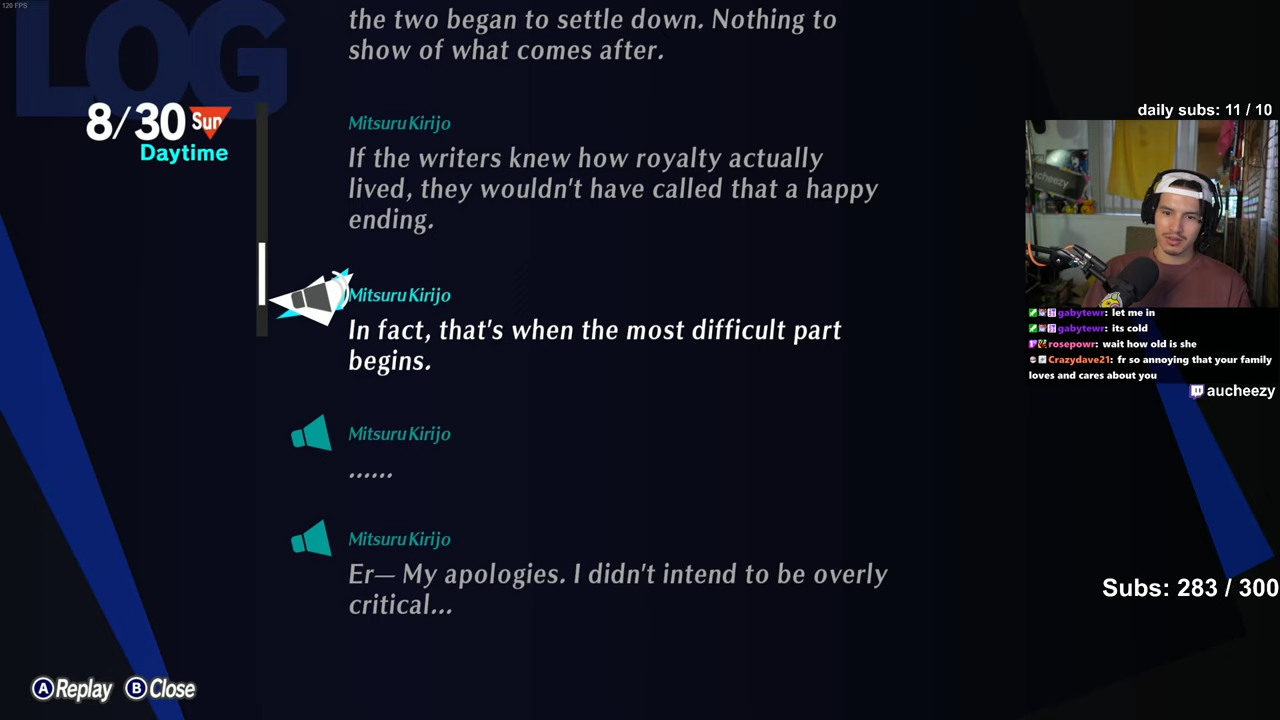 120 FPS
LOG
the two began to settle down. Nothing to
show of what comes after.
8/30 Sun
Daytime
Mitsuru Kirijo
If the writers knew how royalty actually
lived, they wouldn't have called that a happy
ending.
Mitsuru Kirijo
In fact, that's when the most difficult part
begins.
Mitsuru Kirijo
......
Mitsuru Kirijo
Er— My apologies. I didn't intend to be overly
critical...
A Replay B Close
daily subs: 11 / 10
ucheezy
gabytewr: let me in
gabytewr: its cold
rosepowr: wait how old is she
Crazydave21: fr so annoying that your family
loves and cares about you
aucheezy
Subs: 283 / 300